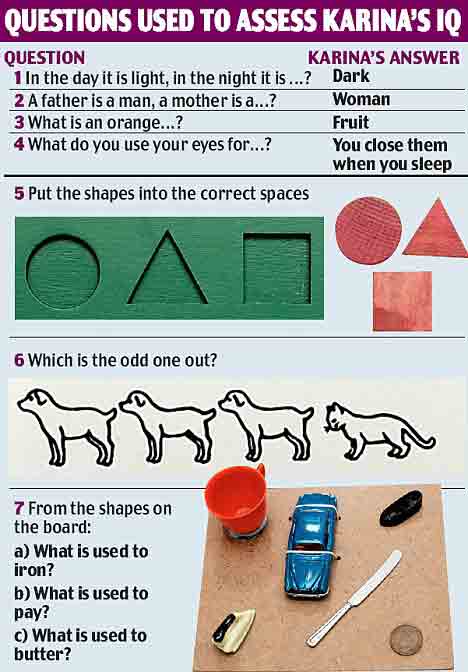 QUESTIONS USED TO ASSESS KARINA'S IQ
QUESTION KARINA'S ANSWER
1 In the day it is light, in the night it is ...? Dark
2 A father is a man, a mother is a...? Woman
3 What is an orange...? Fruit
4 What do you use your eyes for...? You close them
when you sleep
5 Put the shapes into the correct spaces
6 Which is the odd one out?
7 From the shapes on
the board:
a) What is used to
iron?
b) What is used to
pay?
c) What is used to
butter?